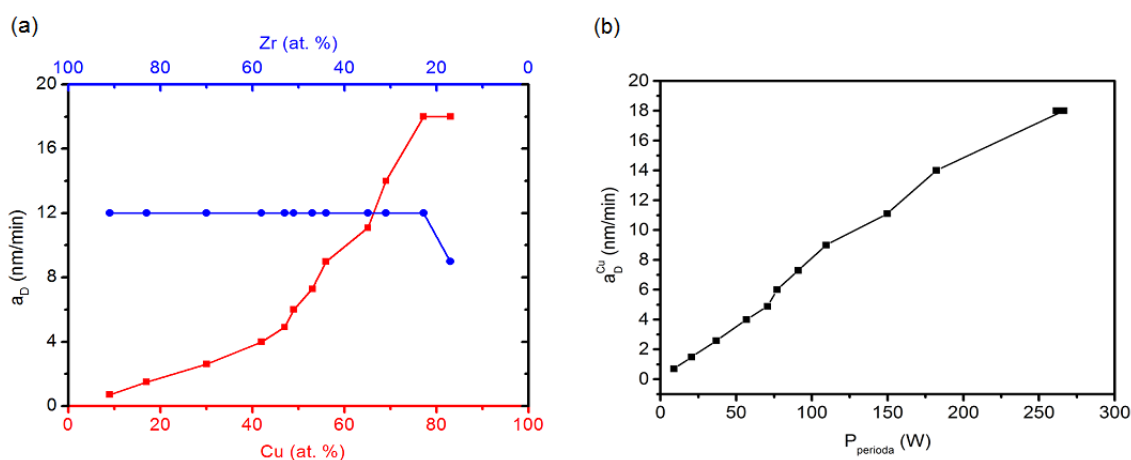 (a)
Zr (at. %)
100 80 60 40 20 0
20
16
12
8
4
0
a_D (nm/min)
0 20 40 60 80 100
Cu (at. %)
(b)
20
18
16
14
12
10
8
6
4
2
0
a_D^Cu (nm/min)
0 50 100 150 200 250 300
P_perioda (W)